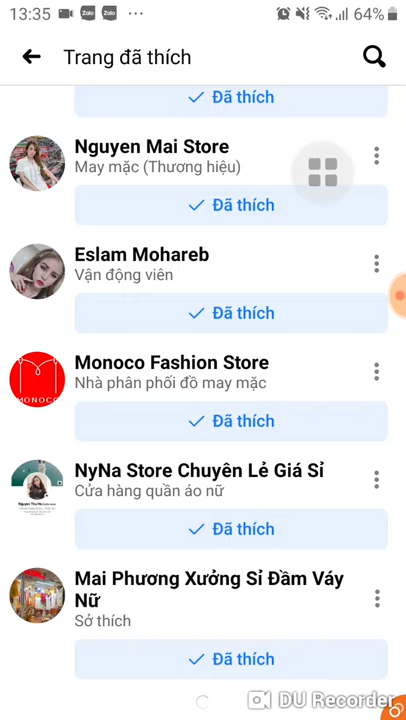 13:35 Zalo Zalo ... 64%
Trang đã thích
Đã thích
Nguyen Mai Store
May mặc (Thương hiệu)
Đã thích
Eslam Mohareb
Vận động viên
Đã thích
Monoco Fashion Store
Nhà phân phối đồ may mặc
MONOCO
Đã thích
NyNa Store Chuyên Lẻ Giá Sỉ
Cửa hàng quần áo nữ
Đã thích
Mai Phương Xưởng Sỉ Đầm Váy
Nữ
Sở thích
Đã thích
DU Recorder